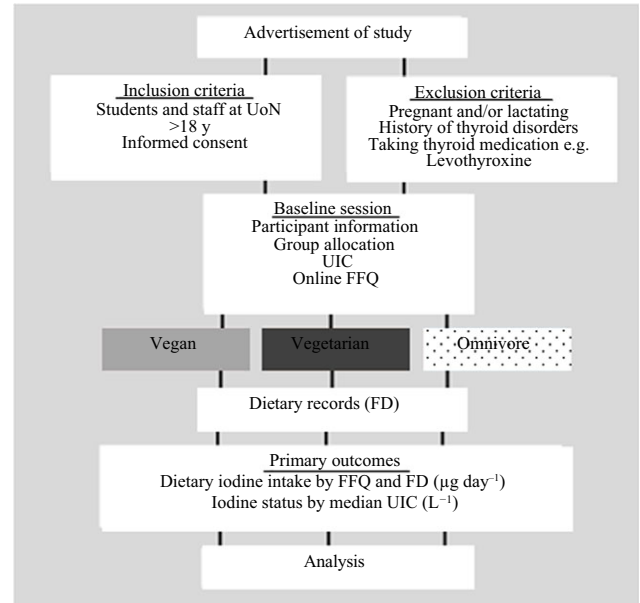 Advertisement of study
Inclusion criteria
Students and staff at UoN
>18 y
Informed consent
Exclusion criteria
Pregnant and/or lactating
History of thyroid disorders
Taking thyroid medication e.g.
Levothyroxine
Baseline session
Participant information
Group allocation
UIC
Online FFQ
Vegan
Vegetarian
Omnivore
Dietary records (FD)
Primary outcomes
Dietary iodine intake by FFQ and FD (µg day⁻¹)
Iodine status by median UIC (L⁻¹)
Analysis